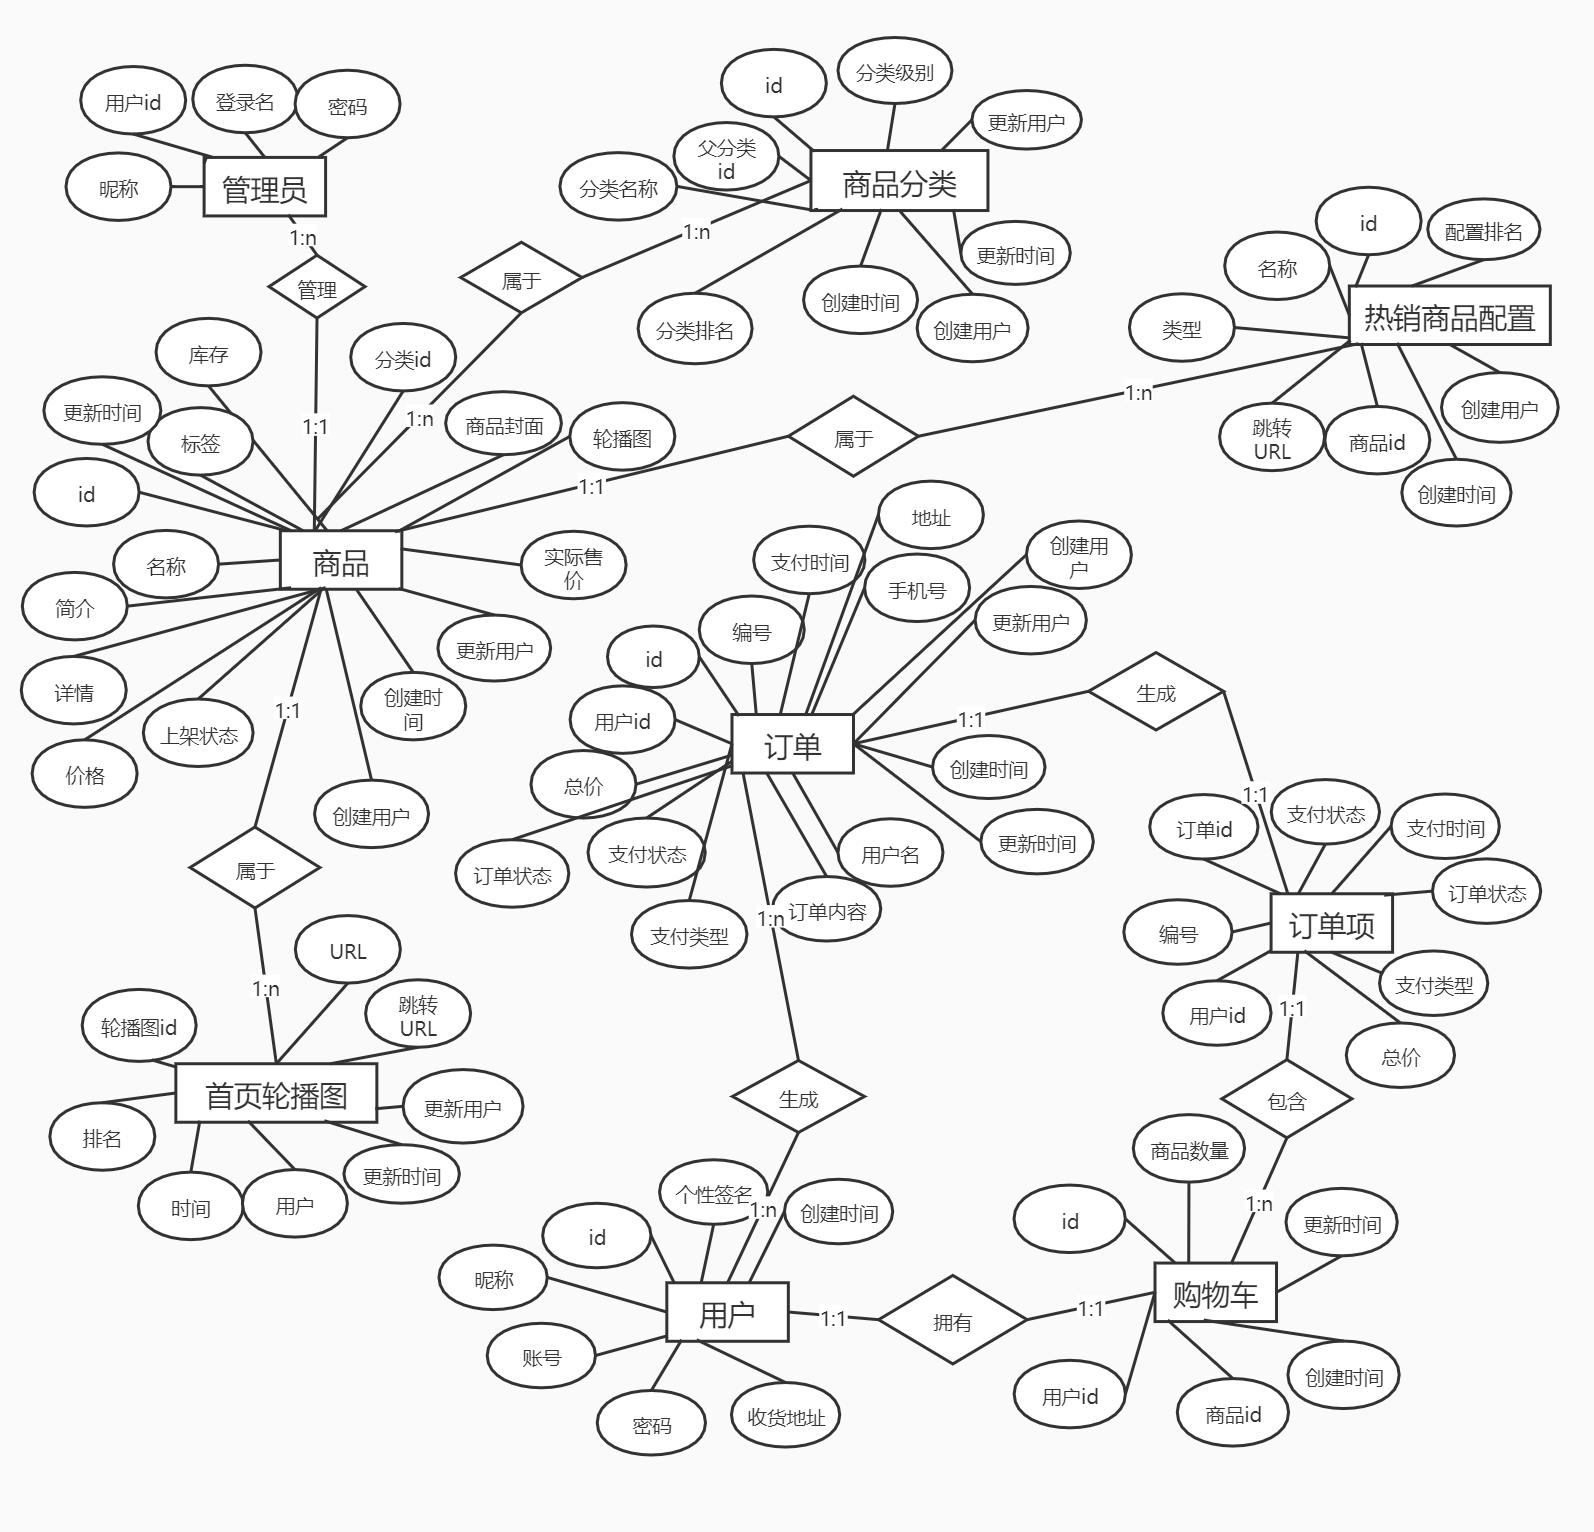 用户id
登录名
密码
昵称
管理员
1:n
管理
1:1
id
分类级别
更新用户
父分类
id
分类名称
商品分类
1:n
属于
1:n
分类排名
创建时间
创建用户
更新时间
id
配置排名
名称
类型
热销商品配置
跳转
URL
商品id
创建时间
创建用户
1:n
属于
1:1
库存
分类id
更新时间
标签
商品封面
轮播图
id
名称
商品
实际售
价
简介
详情
价格
上架状态
更新用户
创建时
间
创建用户
1:1
属于
1:n
URL
轮播图id
跳转
URL
首页轮播图
排名
时间
用户
更新时间
更新用户
地址
支付时间
手机号
创建用
户
编号
更新用户
id
用户id
订单
总价
订单状态
支付状态
支付类型
订单内容
用户名
创建时间
更新时间
1:1
生成
1:1
订单id
支付状态
支付时间
订单状态
编号
订单项
用户id
支付类型
总价
1:1
包含
1:n
1:n
生成
1:n
个性签名
创建时间
id
昵称
用户
账号
密码
收货地址
1:1
拥有
1:1
商品数量
id
更新时间
购物车
用户id
商品id
创建时间